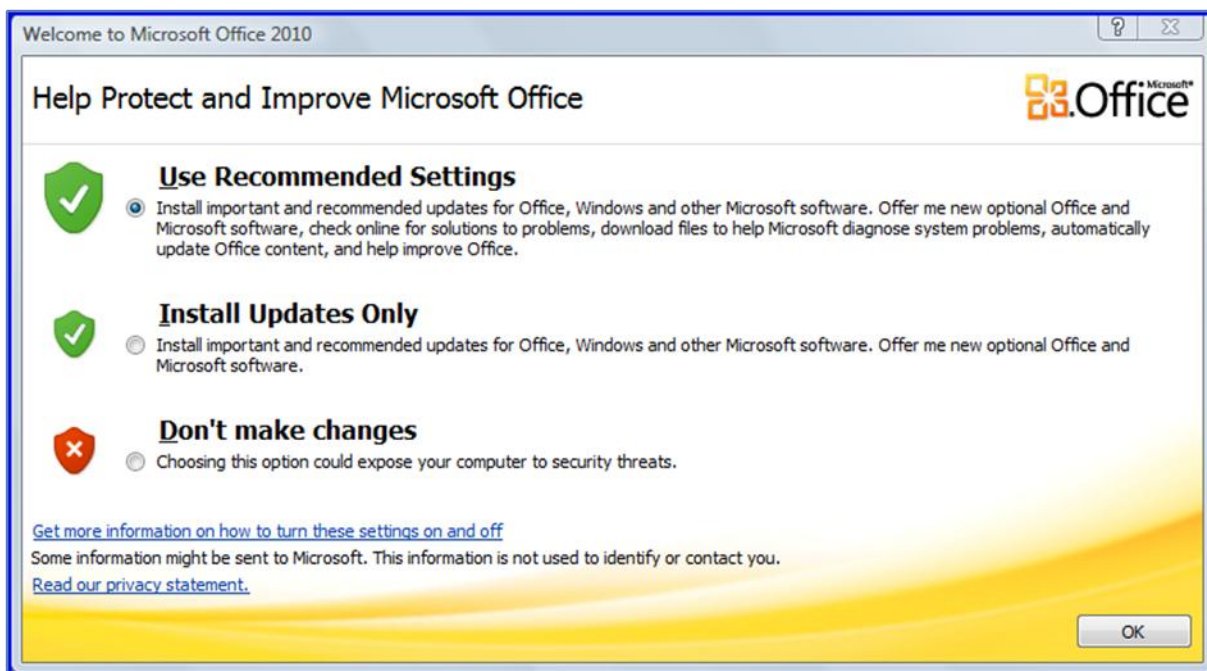 Welcome to Microsoft Office 2010
?
Help Protect and Improve Microsoft Office
Microsoft®
Office
Use Recommended Settings
Install important and recommended updates for Office, Windows and other Microsoft software. Offer me new optional Office and
Microsoft software, check online for solutions to problems, download files to help Microsoft diagnose system problems, automatically
update Office content, and help improve Office.
Install Updates Only
Install important and recommended updates for Office, Windows and other Microsoft software. Offer me new optional Office and
Microsoft software.
Don't make changes
Choosing this option could expose your computer to security threats.
Get more information on how to turn these settings on and off
Some information might be sent to Microsoft. This information is not used to identify or contact you.
Read our privacy statement.
OK